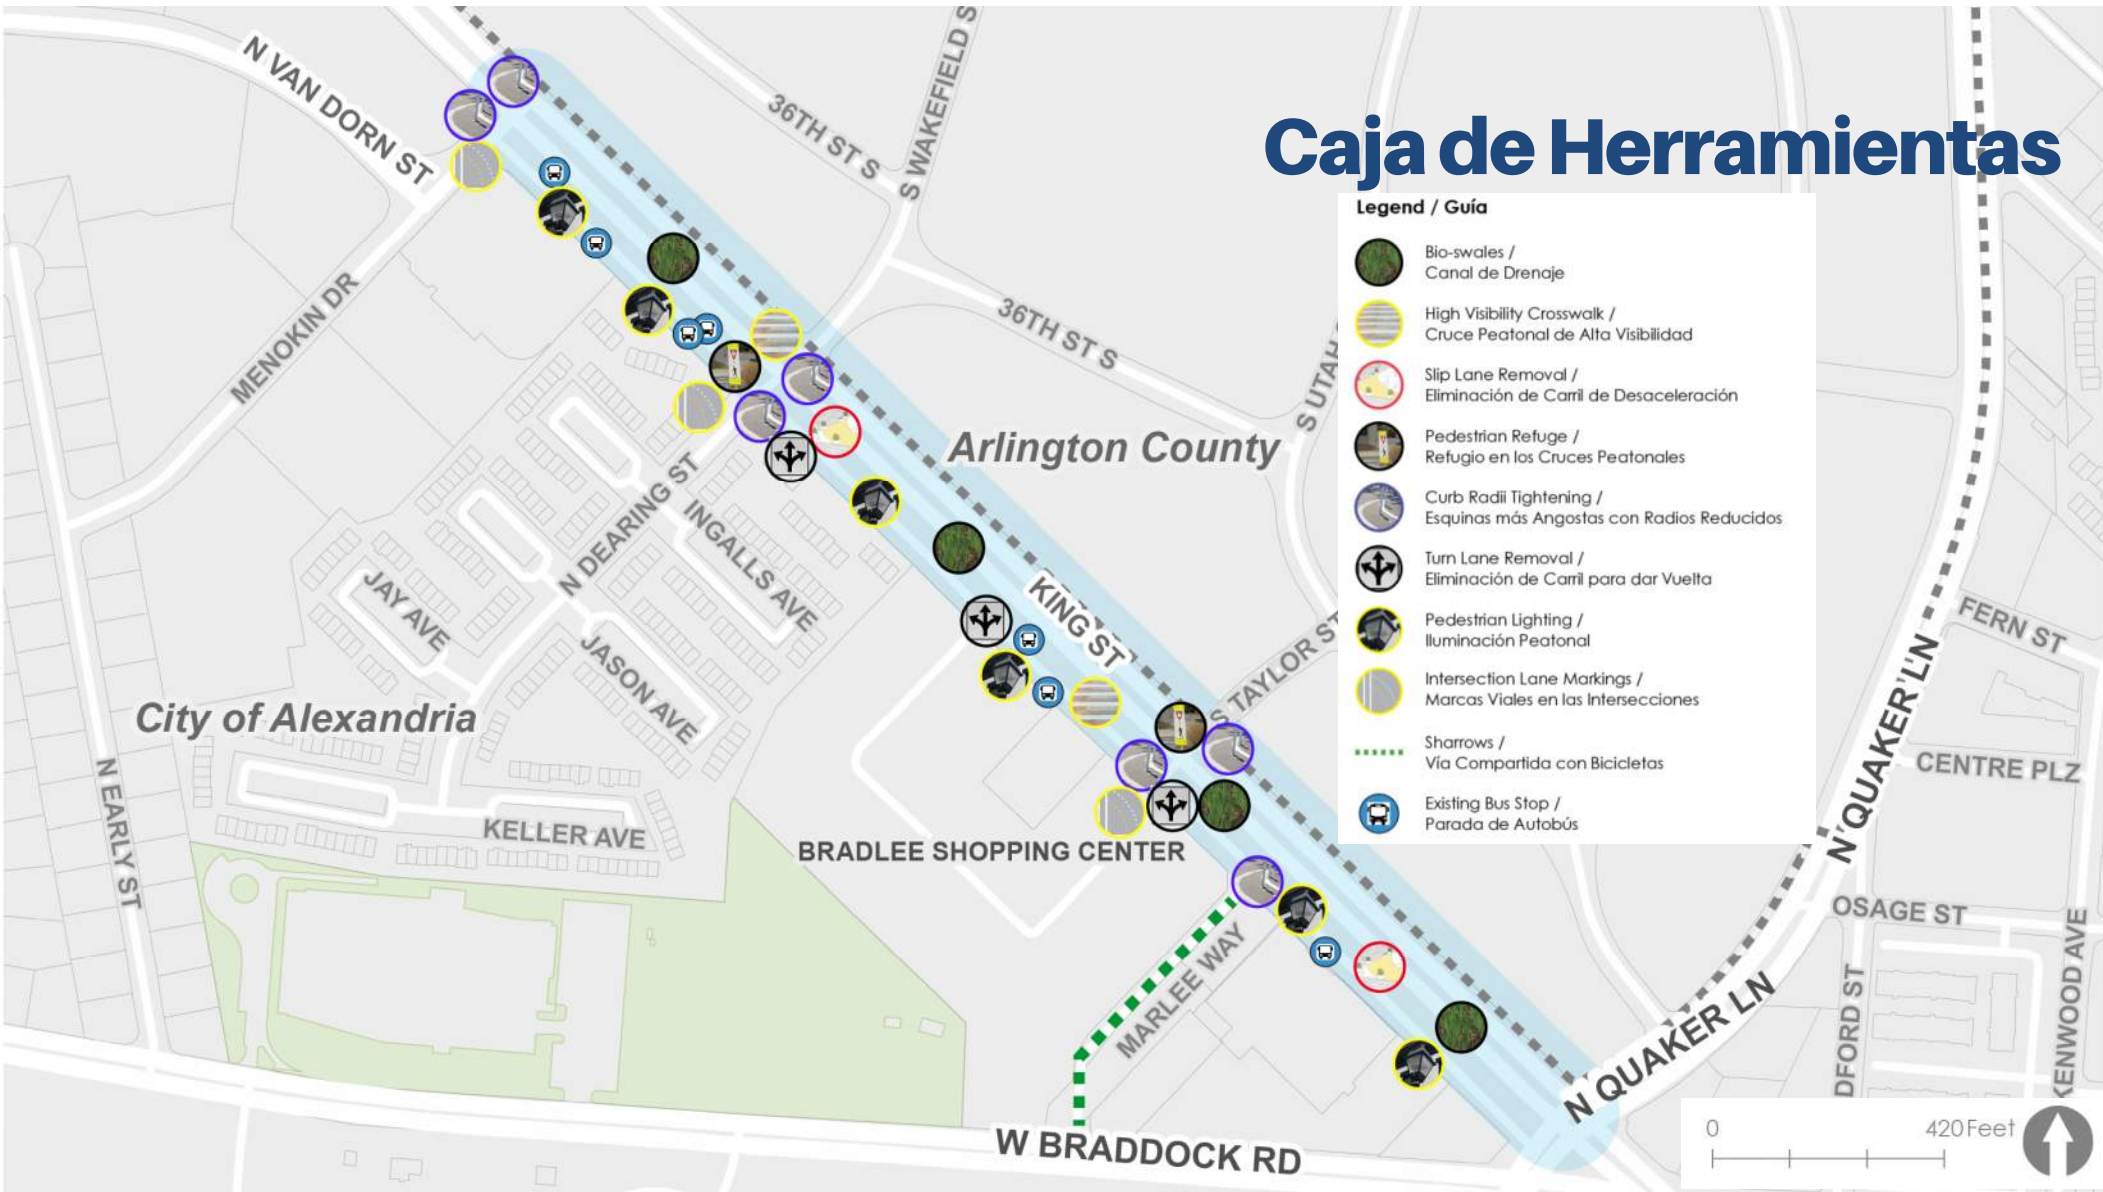 Caja de Herramientas
N VAN DORN ST
36TH ST S
S WAKEFIELD S
MENOKIN DR
36TH ST S
S UTAH
Arlington County
N DEARING ST
INGALLS AVE
JAY AVE
JASON AVE
KING ST
S TAYLOR ST
City of Alexandria
N EARLY ST
KELLER AVE
BRADLEE SHOPPING CENTER
MARLEE WAY
W BRADDOCK RD
N QUAKER LN
N QUAKER LN
FERN ST
CENTRE PLZ
OSAGE ST
DFORD ST
KENWOOD AVE
Legend / Guía
Bio-swales /
Canal de Drenaje
High Visibility Crosswalk /
Cruce Peatonal de Alta Visibilidad
Slip Lane Removal /
Eliminación de Carril de Desaceleración
Pedestrian Refuge /
Refugio en los Cruces Peatonales
Curb Radii Tightening /
Esquinas más Angostas con Radios Reducidos
Turn Lane Removal /
Eliminación de Carril para dar Vuelta
Pedestrian Lighting /
Iluminación Peatonal
Intersection Lane Markings /
Marcas Viales en las Intersecciones
Sharrows /
Vía Compartida con Bicicletas
Existing Bus Stop /
Parada de Autobús
0 420 Feet